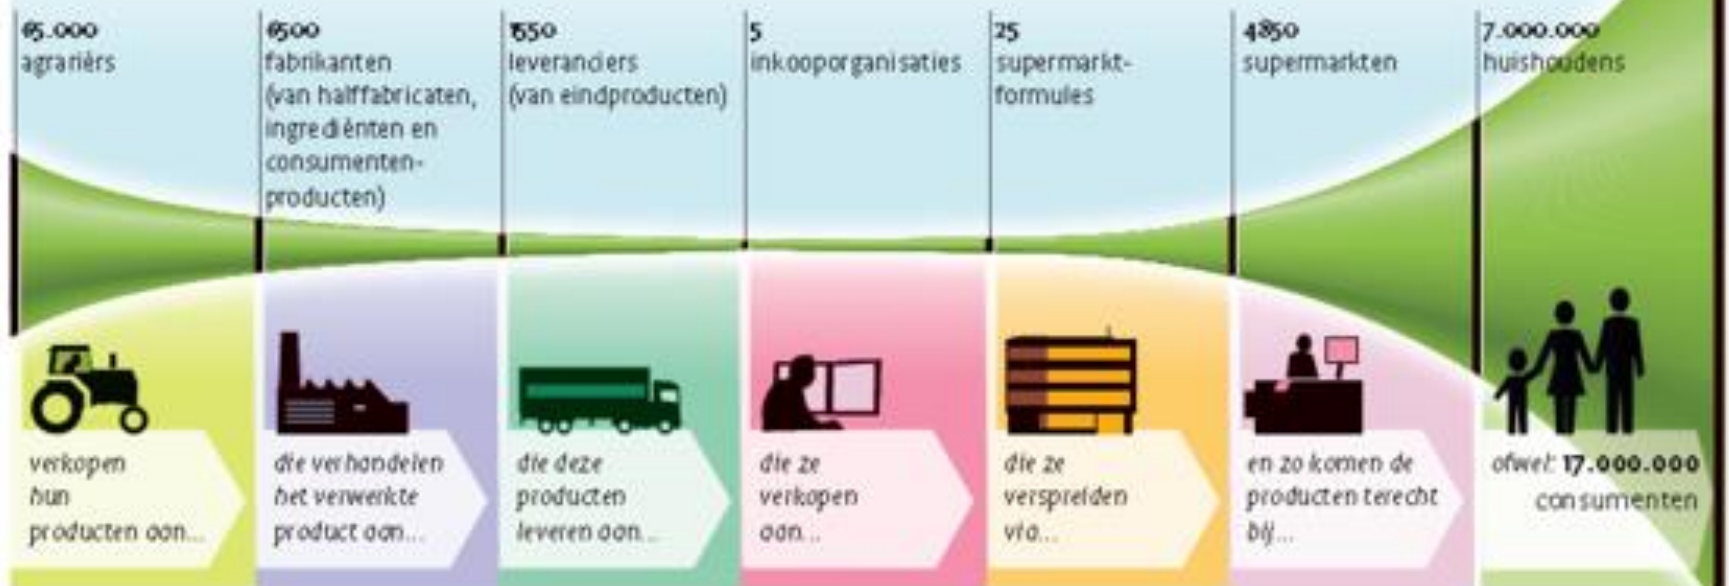 65.000
agrariërs
6500
fabrikanten
(van halffabricaten,
ingrediënten en
consumenten-
producten)
1550
leveranciers
(van eindproducten)
5
inkooporganisaties
25
supermarkt-
formules
4850
supermarkten
7.000.000
huishoudens
verkopen
hun
producten aan...
die verhandelen
het verwerkte
product aan...
die deze
producten
leveren aan...
die ze
verkopen
aan...
die ze
verspreiden
via...
en zo komen de
producten terecht
bij...
ofwel: 17.000.000
consumenten